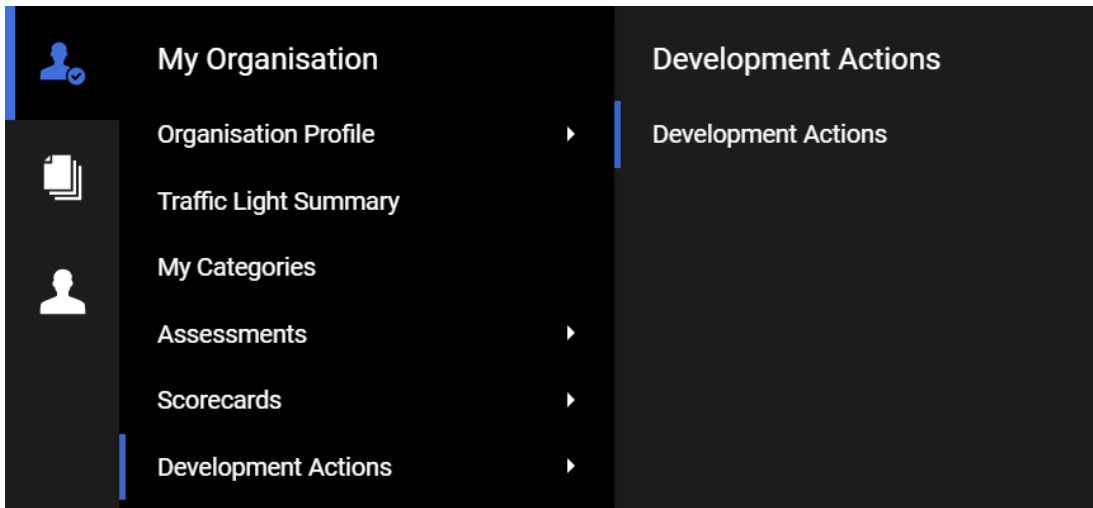 My Organisation
Organisation Profile
Traffic Light Summary
My Categories
Assessments
Scorecards
Development Actions
Development Actions
Development Actions